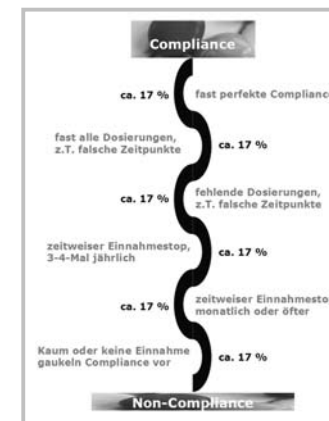 Compliance
ca. 17 %
fast perfekte Compliance
fast alle Dosierungen,
z.T. falsche Zeitpunkte
ca. 17 %
ca. 17 %
fehlende Dosierungen,
z.T. falsche Zeitpunkte
zeitweiser Einnahmestop,
3-4-Mal jährlich
ca. 17 %
ca. 17 %
zeitweiser Einnahmesto
monatlich oder öfter
Kaum oder keine Einnahme
gaukeln Compliance vor
ca. 17 %
Non-Compliance